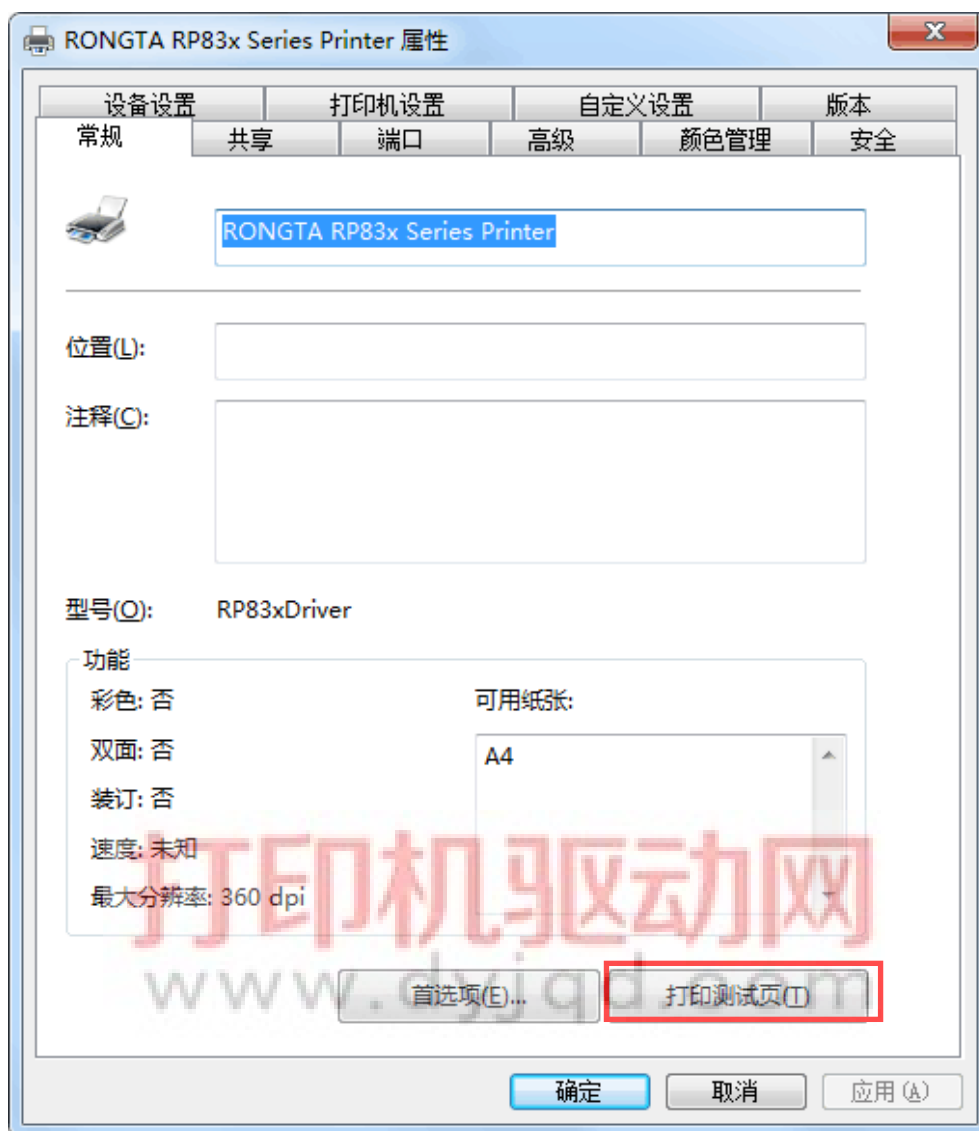 RONGTA RP83x Series Printer 属性
设备设置 打印机设置 自定义设置 版本
常规 共享 端口 高级 颜色管理 安全
RONGTA RP83x Series Printer
位置(L):
注释(C):
型号(O): RP83xDriver
功能
彩色: 否 可用纸张:
双面: 否 A4
装订: 否
速度: 未知
最大分辨率: 360 dpi
打印机驱动网
www.dyjqd.com
首选项(E)... 打印测试页(T)
确定 取消 应用(A)